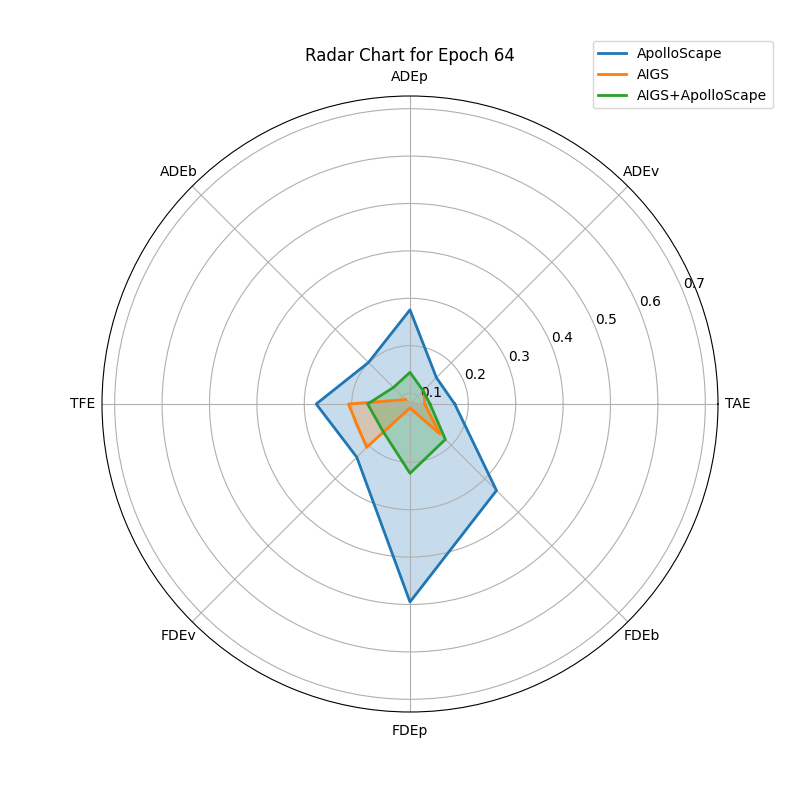 Radar Chart for Epoch 64
ApolloScape
AIGS
AIGS+ApolloScape
ADEp
ADEb
ADEv
0.7
0.6
0.5
0.4
0.3
0.2
0.1
TFE
TAE
FDEv
FDEb
FDEp